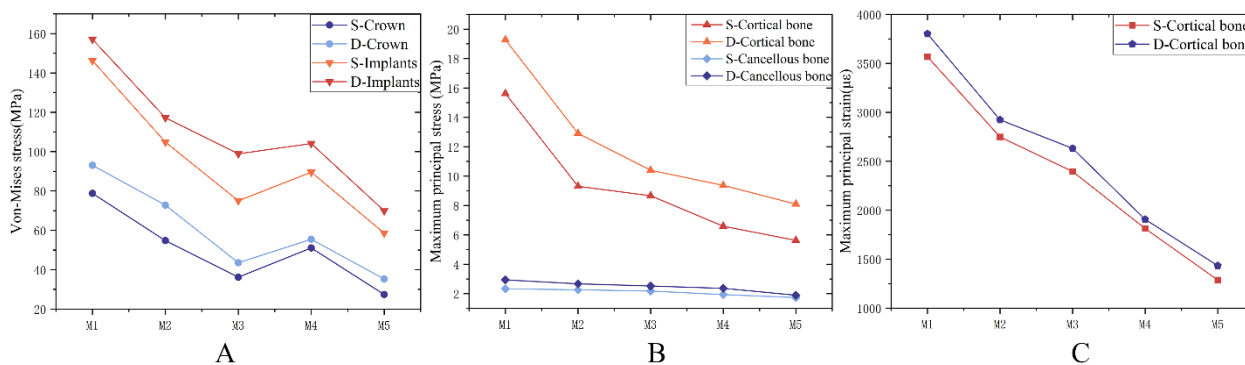 Von-Mises stress(MPa)
160
140
120
100
80
60
40
20
M1 M2 M3 M4 M5
S-Crown
D-Crown
S-Implants
D-Implants
A
Maximum principal stress (MPa)
20
18
16
14
12
10
8
6
4
2
M1 M2 M3 M4 M5
S-Cortical bone
D-Cortical bone
S-Cancellous bone
D-Cancellous bone
B
Maximum principal strain(με)
4000
3500
3000
2500
2000
1500
1000
M1 M2 M3 M4 M5
S-Cortical bone
D-Cortical bone
C